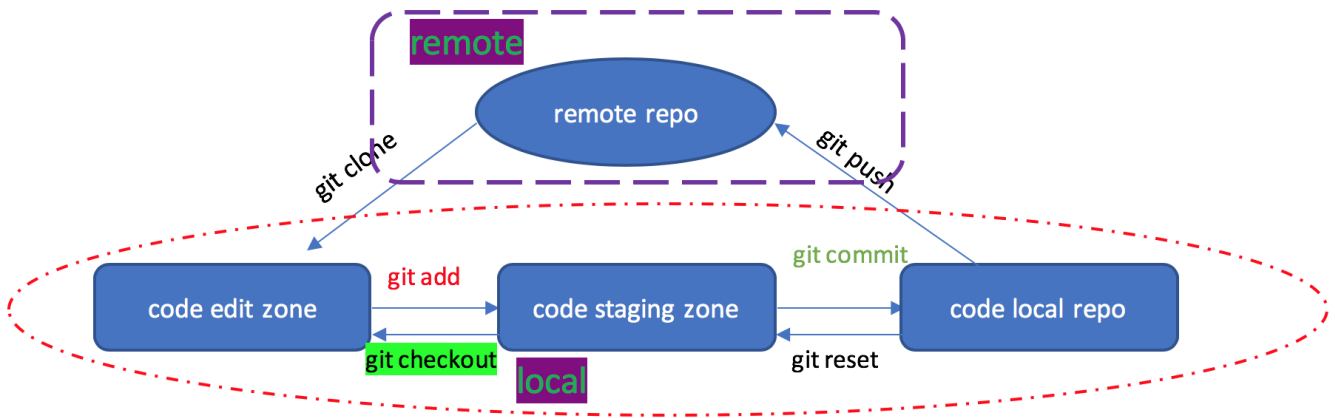 remote
remote repo
git clone
git push
git commit
git add
code edit zone
code staging zone
code local repo
git checkout
git reset
local